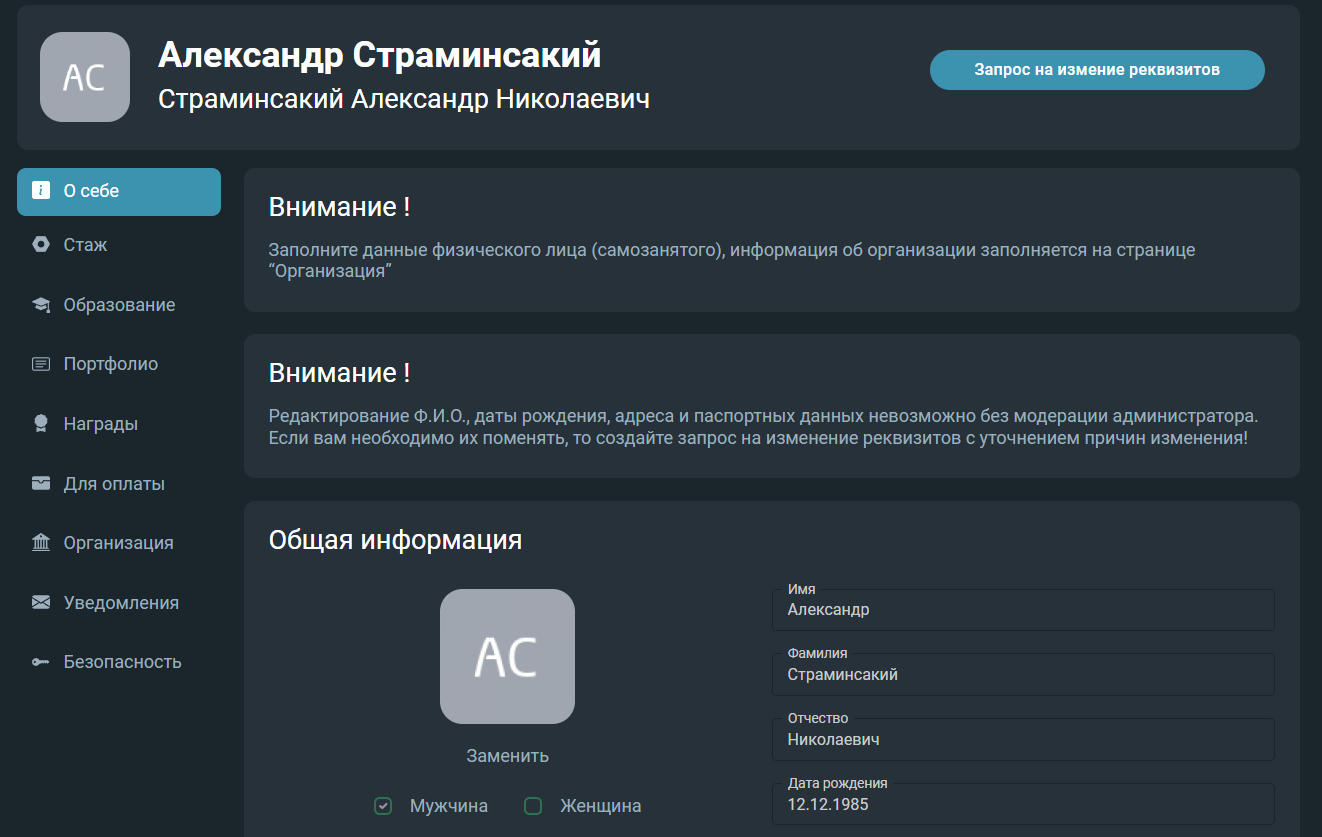 АС
Александр Страминсакий
Страминсакий Александр Николаевич
Запрос на измение реквизитов
О себе
Стаж
Образование
Портфолио
Награды
Для оплаты
Организация
Уведомления
Безопасность
Внимание !
Заполните данные физического лица (самозанятого), информация об организации заполняется на странице
“Организация”
Внимание !
Редактирование Ф.И.О., даты рождения, адреса и паспортных данных невозможно без модерации администратора.
Если вам необходимо их поменять, то создайте запрос на изменение реквизитов с уточнением причин изменения!
Общая информация
АС
Заменить
Мужчина
Женщина
Имя
Александр
Фамилия
Страминсакий
Отчество
Николаевич
Дата рождения
12.12.1985